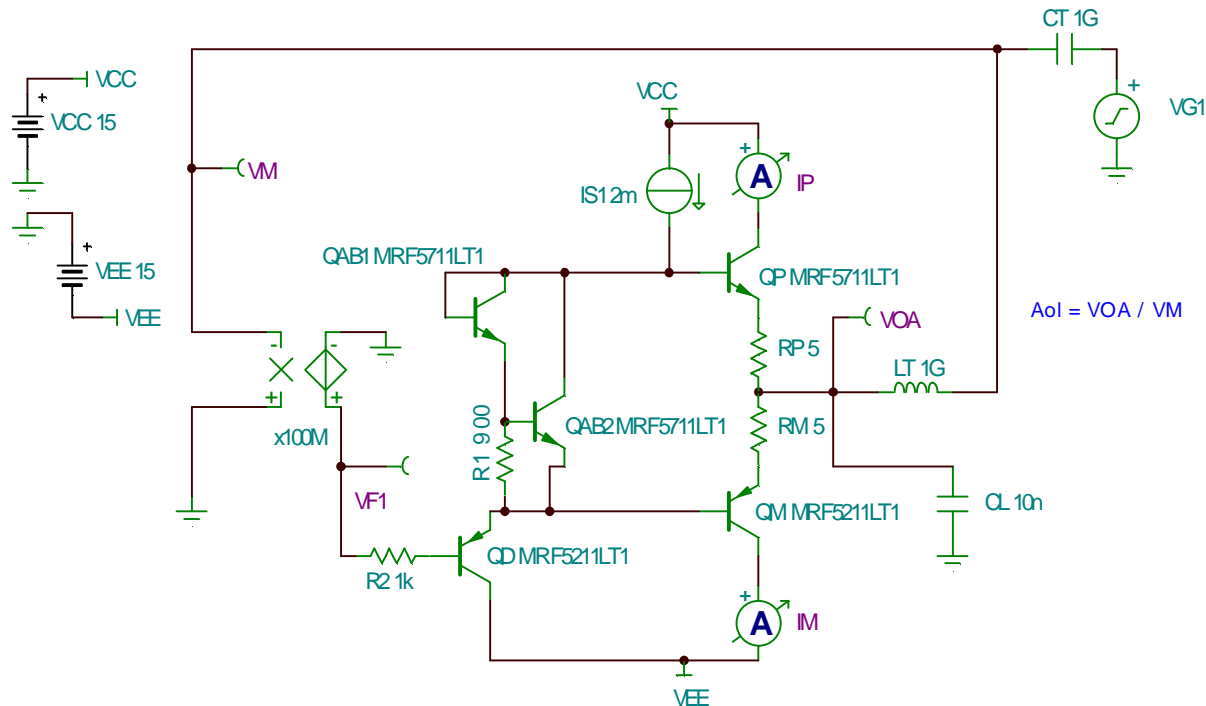 CT 1G
VCC
VCC 15
VG1
VCC
VM
IS1 2m
A
IP
VEE 15
QAB1 MRF5711LT1
QP MRF5711LT1
VEE
VOA
Aol = VOA / VM
RP 5
LT 1G
x100M
R1 900
QAB2 MRF5711LT1
RM 5
VF1
QM MRF5211LT1
CL 10n
R2 1k
QD MRF5211LT1
A
IM
VEE